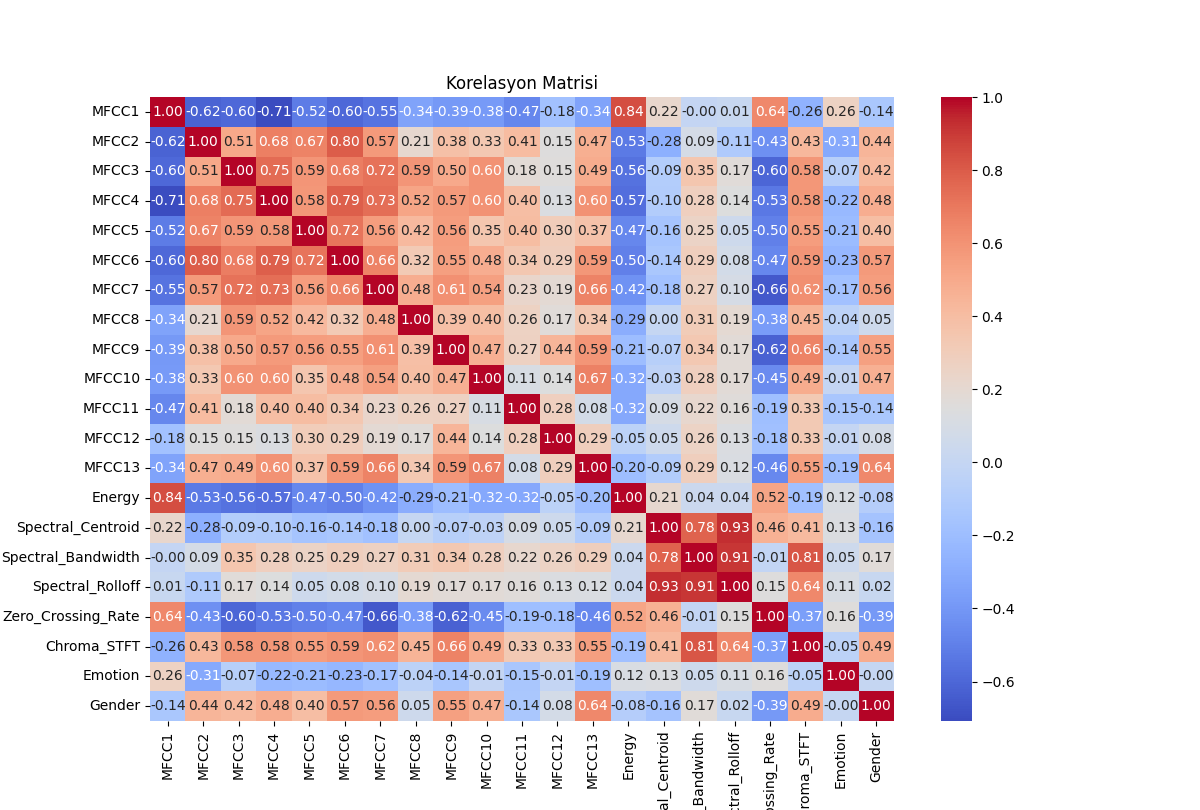 Korelasyon Matrisi
MFCC1 1.00 -0.62 -0.60 -0.71 -0.52 -0.60 -0.55 -0.34 -0.39 -0.38 -0.47 -0.18 -0.34 0.84 0.22 -0.00 0.01 0.64 -0.26 0.26 -0.14
MFCC2 -0.62 1.00 0.51 0.68 0.67 0.80 0.57 0.21 0.38 0.33 0.41 0.15 0.47 -0.53 -0.28 0.09 -0.11 -0.43 0.43 -0.31 0.44
MFCC3 -0.60 0.51 1.00 0.75 0.59 0.68 0.72 0.59 0.50 0.60 0.18 0.15 0.49 -0.56 -0.09 0.35 0.17 -0.60 0.58 -0.07 0.42
MFCC4 -0.71 0.68 0.75 1.00 0.58 0.79 0.73 0.52 0.57 0.60 0.40 0.13 0.60 -0.57 -0.10 0.28 0.14 -0.53 0.58 -0.22 0.48
MFCC5 -0.52 0.67 0.59 0.58 1.00 0.72 0.56 0.42 0.56 0.35 0.40 0.30 0.37 -0.47 -0.16 0.25 0.05 -0.50 0.55 -0.21 0.40
MFCC6 -0.60 0.80 0.68 0.79 0.72 1.00 0.66 0.32 0.55 0.48 0.34 0.29 0.59 -0.50 -0.14 0.29 0.08 -0.47 0.59 -0.23 0.57
MFCC7 -0.55 0.57 0.72 0.73 0.56 0.66 1.00 0.48 0.61 0.54 0.23 0.19 0.66 -0.42 -0.18 0.27 0.10 -0.66 0.62 -0.17 0.56
MFCC8 -0.34 0.21 0.59 0.52 0.42 0.32 0.48 1.00 0.39 0.40 0.26 0.17 0.34 -0.29 0.00 0.31 0.19 -0.38 0.45 -0.04 0.05
MFCC9 -0.39 0.38 0.50 0.57 0.56 0.55 0.61 0.39 1.00 0.47 0.27 0.44 0.59 -0.21 -0.07 0.34 0.17 -0.62 0.66 -0.14 0.55
MFCC10 -0.38 0.33 0.60 0.60 0.35 0.48 0.54 0.40 0.47 1.00 0.11 0.14 0.67 -0.32 -0.03 0.28 0.17 -0.45 0.49 -0.01 0.47
MFCC11 -0.47 0.41 0.18 0.40 0.40 0.34 0.23 0.26 0.27 0.11 1.00 0.28 0.08 -0.32 0.09 0.22 0.16 -0.19 0.33 -0.15 -0.14
MFCC12 -0.18 0.15 0.15 0.13 0.30 0.29 0.19 0.17 0.44 0.14 0.28 1.00 0.29 -0.05 0.05 0.26 0.13 -0.18 0.33 -0.01 0.08
MFCC13 -0.34 0.47 0.49 0.60 0.37 0.59 0.66 0.34 0.59 0.67 0.08 0.29 1.00 -0.20 -0.09 0.29 0.12 -0.46 0.55 -0.19 0.64
Energy 0.84 -0.53 -0.56 -0.57 -0.47 -0.50 -0.42 -0.29 -0.21 -0.32 -0.32 -0.05 -0.20 1.00 0.21 0.04 0.04 0.52 -0.19 0.12 -0.08
Spectral_Centroid 0.22 -0.28 -0.09 -0.10 -0.16 -0.14 -0.18 0.00 -0.07 -0.03 0.09 0.05 -0.09 0.21 1.00 0.78 0.93 0.46 0.41 0.13 -0.16
Spectral_Bandwidth -0.00 0.09 0.35 0.28 0.25 0.29 0.27 0.31 0.34 0.28 0.22 0.26 0.29 0.04 0.78 1.00 0.91 -0.01 0.81 0.05 0.17
Spectral_Rolloff 0.01 -0.11 0.17 0.14 0.05 0.08 0.10 0.19 0.17 0.17 0.16 0.13 0.12 0.04 0.93 0.91 1.00 0.15 0.64 0.11 0.02
Zero_Crossing_Rate 0.64 -0.43 -0.60 -0.53 -0.50 -0.47 -0.66 -0.38 -0.62 -0.45 -0.19 -0.18 -0.46 0.52 0.46 -0.01 0.15 1.00 -0.37 0.16 -0.39
Chroma_STFT -0.26 0.43 0.58 0.58 0.55 0.59 0.62 0.45 0.66 0.49 0.33 0.33 0.55 -0.19 0.41 0.81 0.64 -0.37 1.00 -0.05 0.49
Emotion 0.26 -0.31 -0.07 -0.22 -0.21 -0.23 -0.17 -0.04 -0.14 -0.01 -0.15 -0.01 -0.19 0.12 0.13 0.05 0.11 0.16 -0.05 1.00 -0.00
Gender -0.14 0.44 0.42 0.48 0.40 0.57 0.56 0.05 0.55 0.47 -0.14 0.08 0.64 -0.08 -0.16 0.17 0.02 -0.39 0.49 -0.00 1.00
MFCC1
MFCC2
MFCC3
MFCC4
MFCC5
MFCC6
MFCC7
MFCC8
MFCC9
MFCC10
MFCC11
MFCC12
MFCC13
Energy
al_Centroid
_Bandwidth
ctral_Rolloff
ossing_Rate
roma_STFT
Emotion
Gender
1.0
0.8
0.6
0.4
0.2
0.0
−0.2
−0.4
−0.6